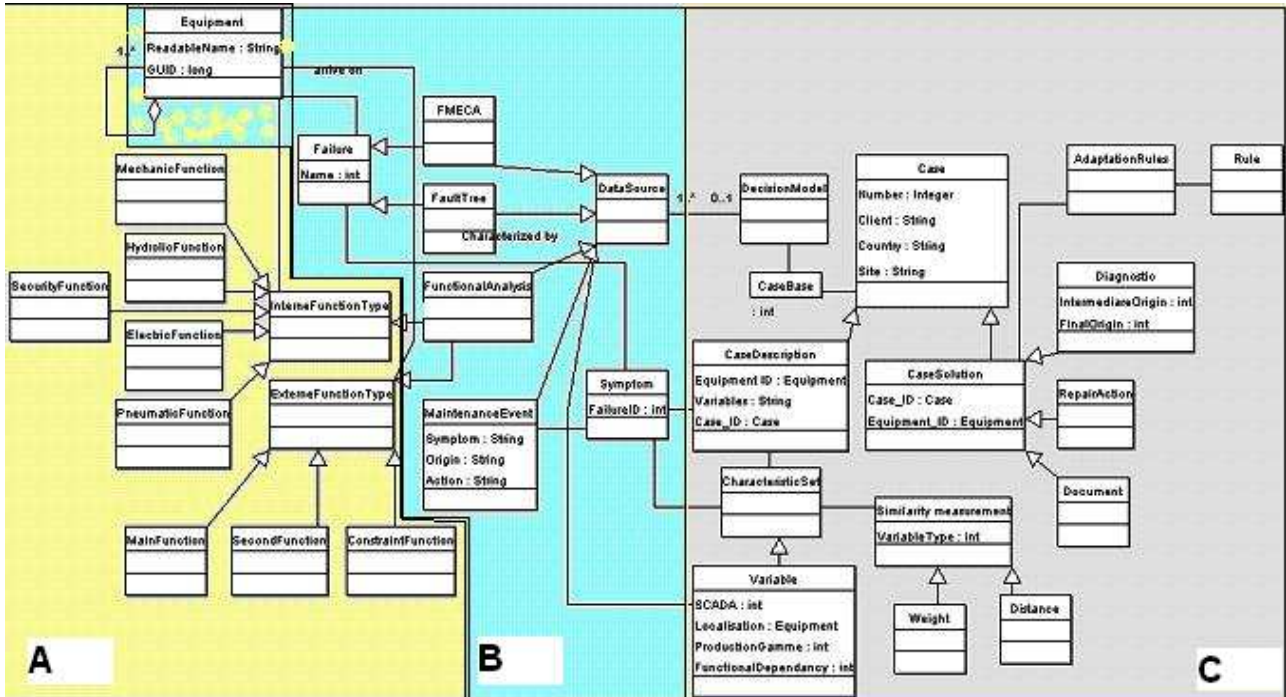 Equipment
ReadableName : String
GUID : long
1..*
arrive on
FMECA
Failure
Name : int
MechanicFunction
DataSource
1..*
0..1
DecisionModel
Case
Number : Integer
Client : String
Country : String
Site : String
AdaptationRules
Rule
FaultTree
Characterized by
HydrolicFunction
SecurityFunction
InterneFunctionType
FunctionalAnalysis
CaseBase
: int
Diagnostic
IntermediareOrigin : int
FinalOrigin : int
ElectricFunction
CaseDescription
Equipment ID : Equipment
Variables : String
Case_ID : Case
CaseSolution
Case_ID : Case
Equipment_ID : Equipment
RepairAction
PneumaticFunction
ExterneFunctionType
MaintenanceEvent
Symptom : String
Origin : String
Action : String
Symptom
FailureID : int
CharacteristicSet
Similarity measurement
VariableType : int
Document
MainFunction
SecondFunction
ConstraintFunction
Variable
SCADA : int
Localisation : Equipment
ProductionGamme : int
FunctionalDependancy : int
Weight
Distance
A
B
C